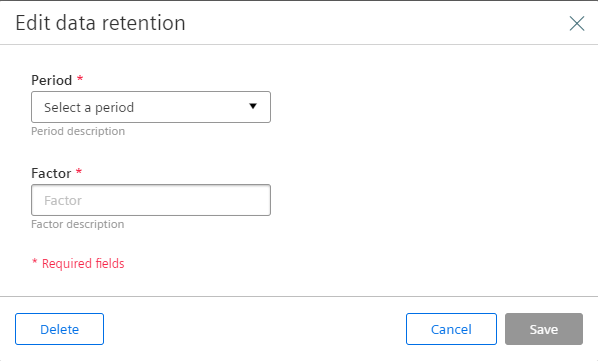 Edit data retention
Period *
Select a period
Period description
Factor *
Factor
Factor description
* Required fields
Delete
Cancel
Save